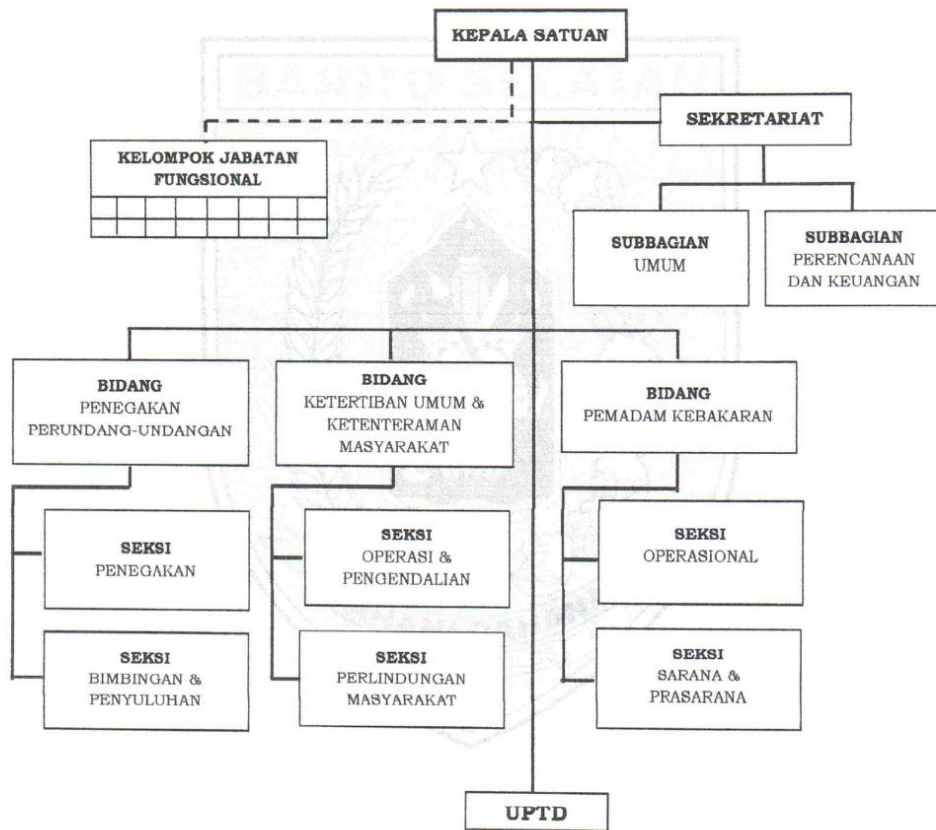 KEPALA SATUAN
BARITO SELATAN
SEKRETARIAT
KELOMPOK JABATAN
FUNGSIONAL
SUBBAGIAN
UMUM
SUBBAGIAN
PERENCANAAN
DAN KEUANGAN
BIDANG
PENEGAKAN
PERUNDANG-UNDANGAN
BIDANG
KETERTIBAN UMUM &
KETENTERAMAN
MASYARAKAT
BIDANG
PEMADAM KEBAKARAN
SEKSI
PENEGAKAN
SEKSI
OPERASI &
PENGENDALIAN
SEKSI
OPERASIONAL
SEKSI
BIMBINGAN &
PENYULUHAN
SEKSI
PERLINDUNGAN
MASYARAKAT
SEKSI
SARANA &
PRASARANA
UPTD